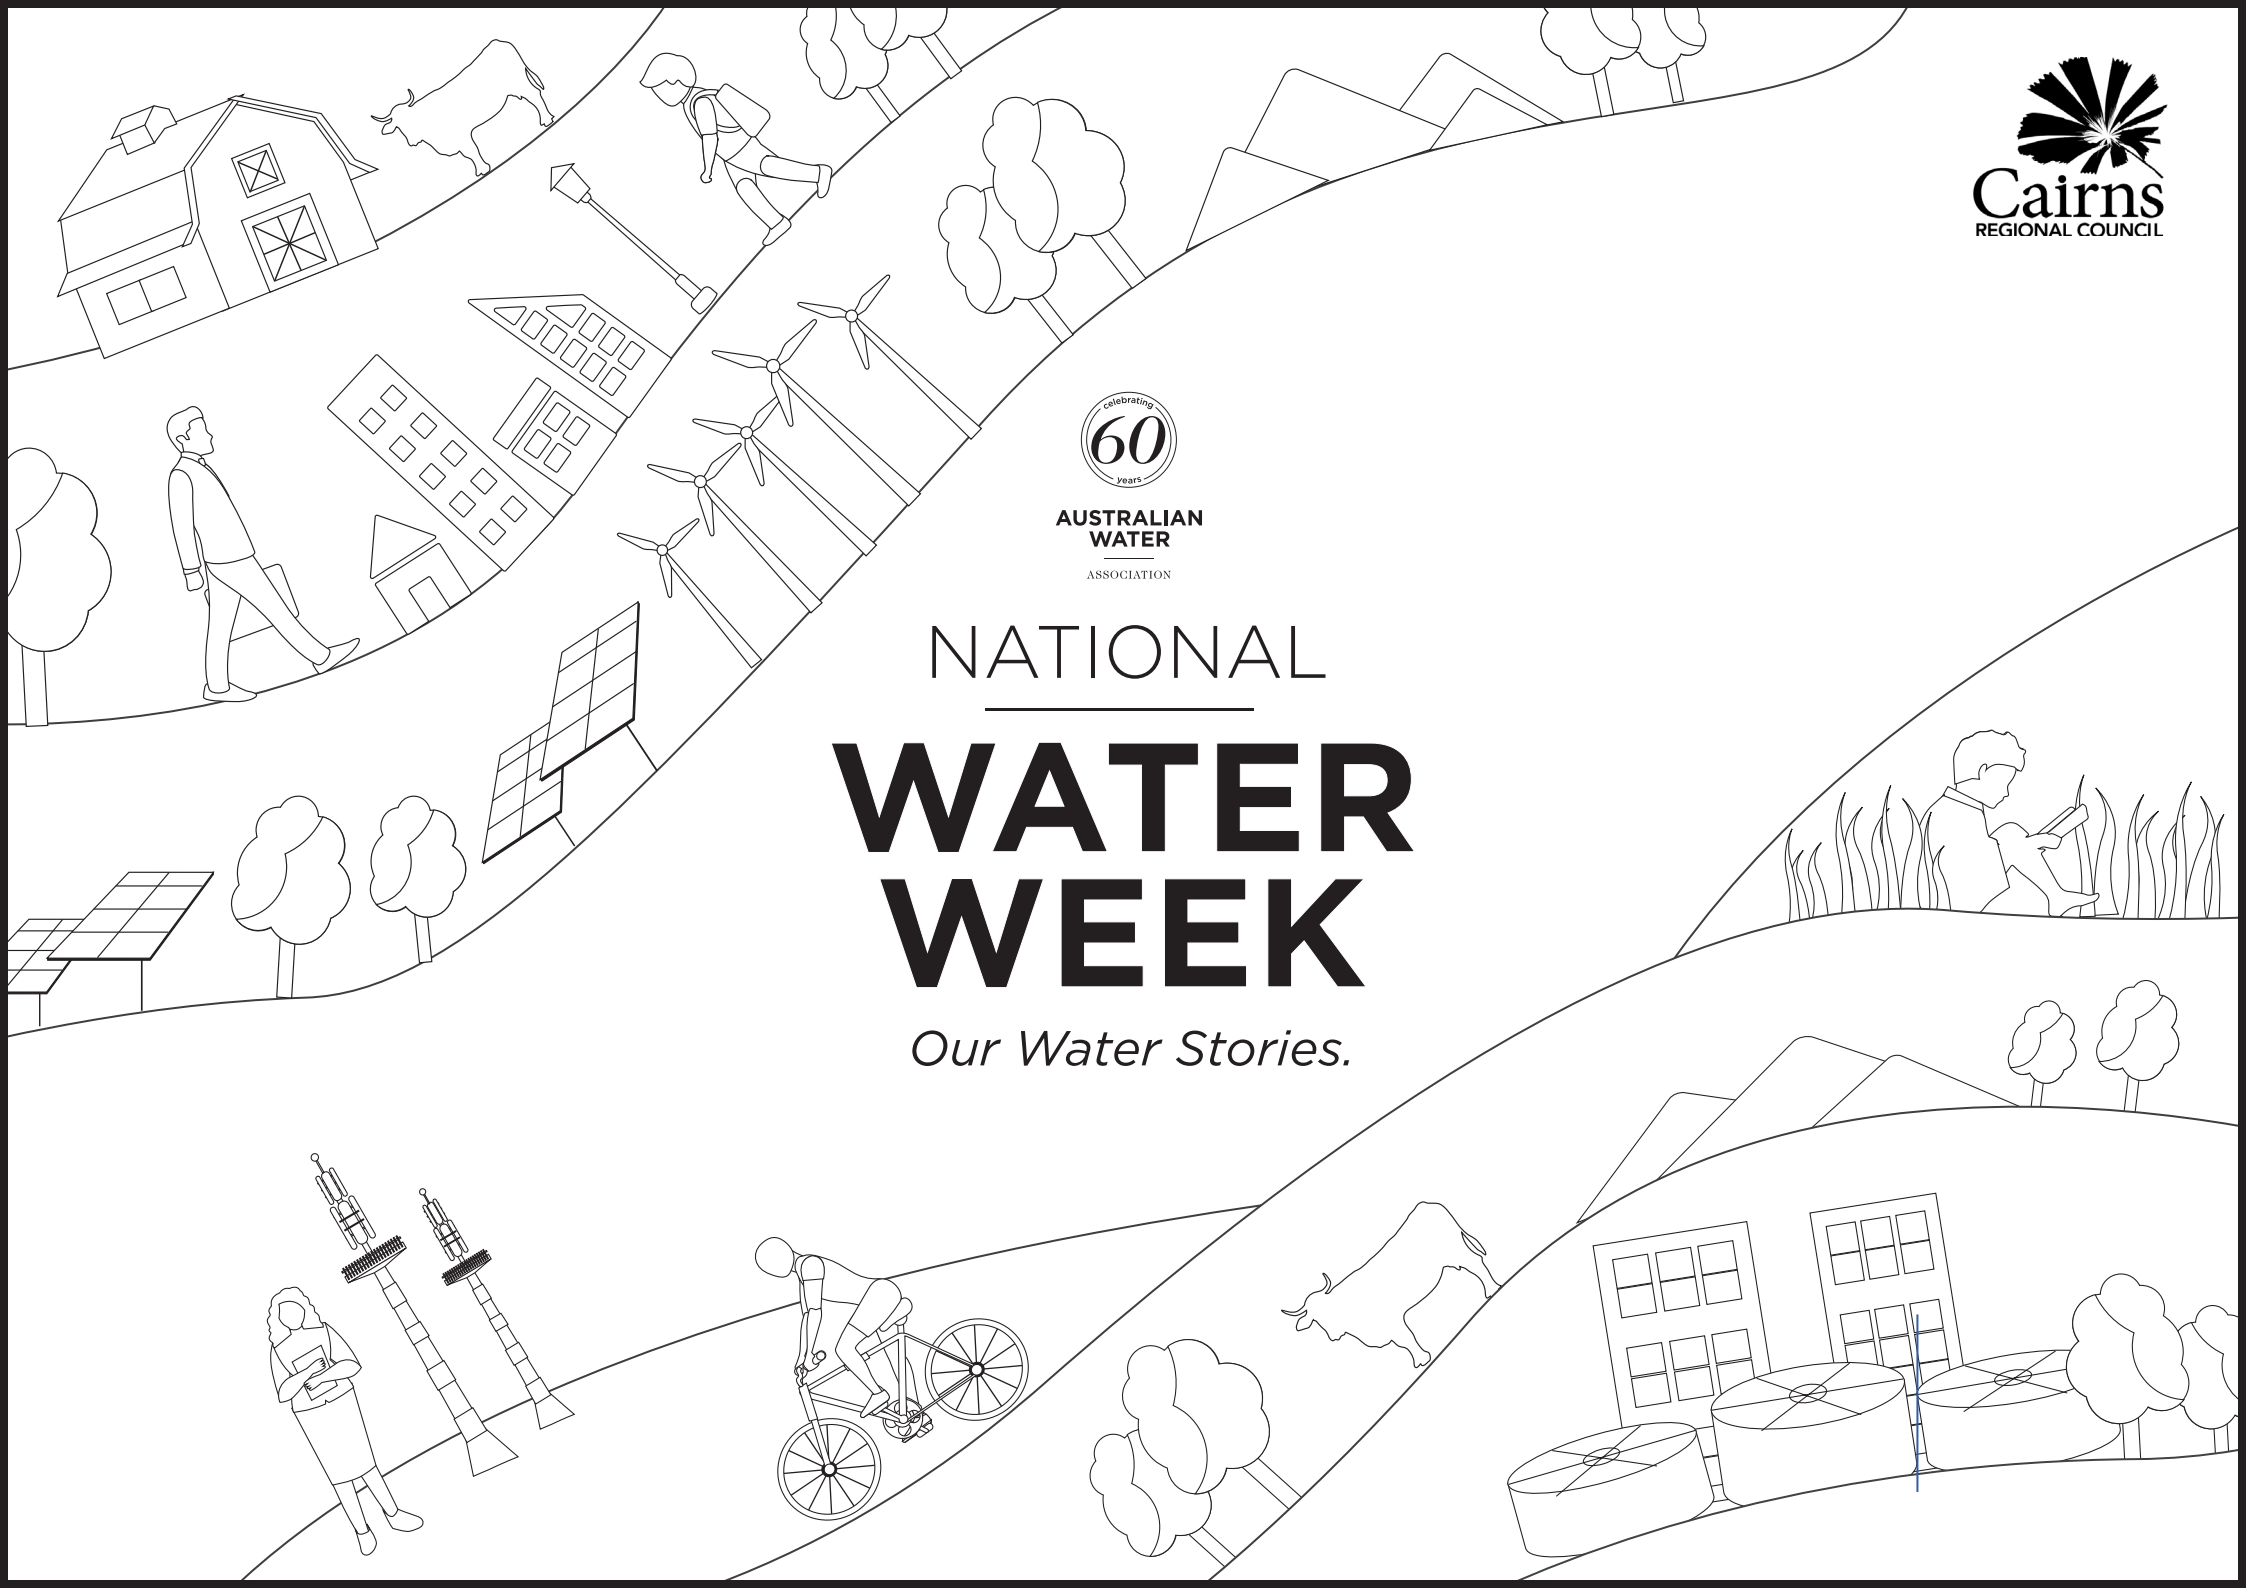 Cairns
REGIONAL COUNCIL
celebrating
60
years
AUSTRALIAN
WATER
ASSOCIATION
NATIONAL
WATER
WEEK
Our Water Stories.